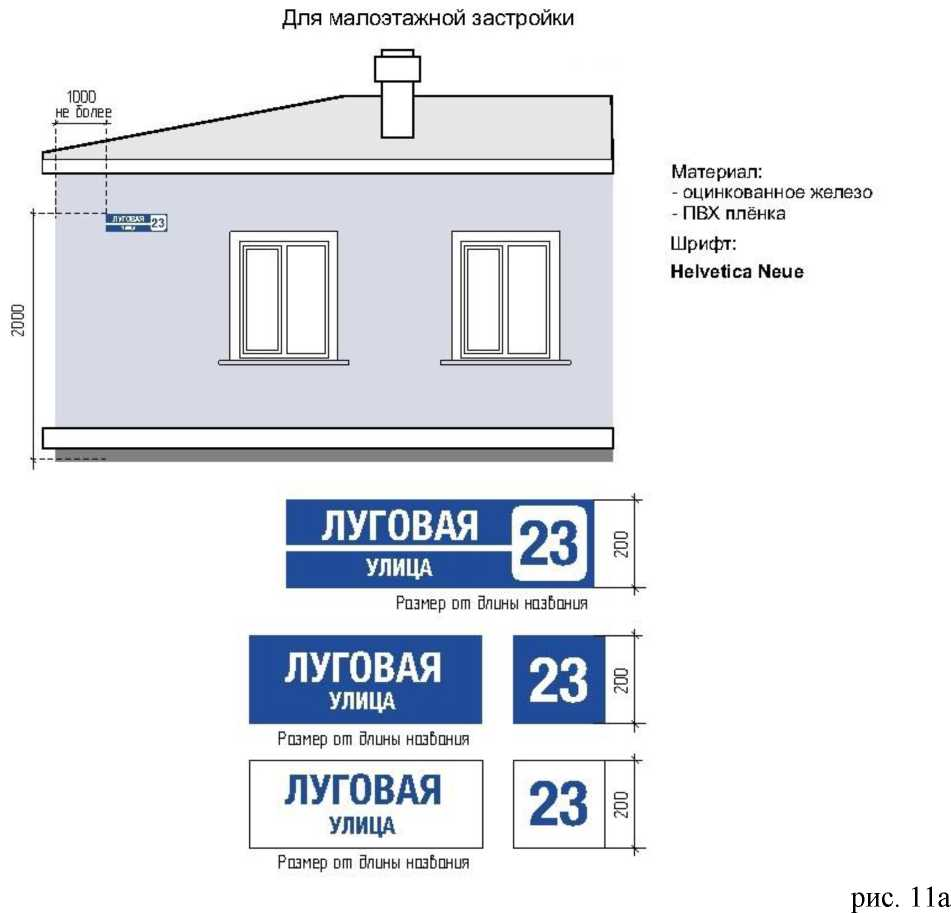 Для малоэтажной застройки
1000
не более
Материал:
- оцинкованное железо
- ПВХ плёнка
Шрифт:
Helvetica Neue
ЛУГОВАЯ
УЛИЦА
23
2000
ЛУГОВАЯ
УЛИЦА
23
200
Размер от длины названия
ЛУГОВАЯ
УЛИЦА
23
200
Размер от длины названия
ЛУГОВАЯ
УЛИЦА
23
200
Размер от длины названия
рис. 11а